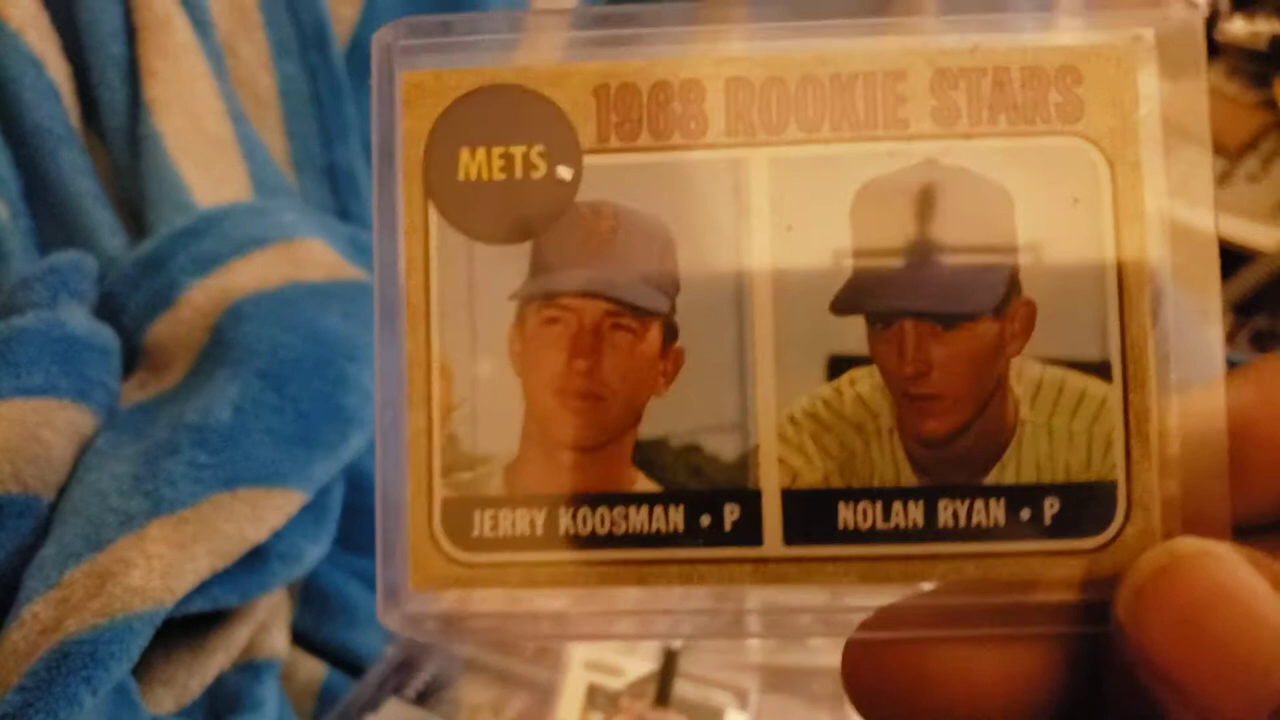 1968 ROOKIE STARS
METS
JERRY KOOSMAN • P
NOLAN RYAN • P